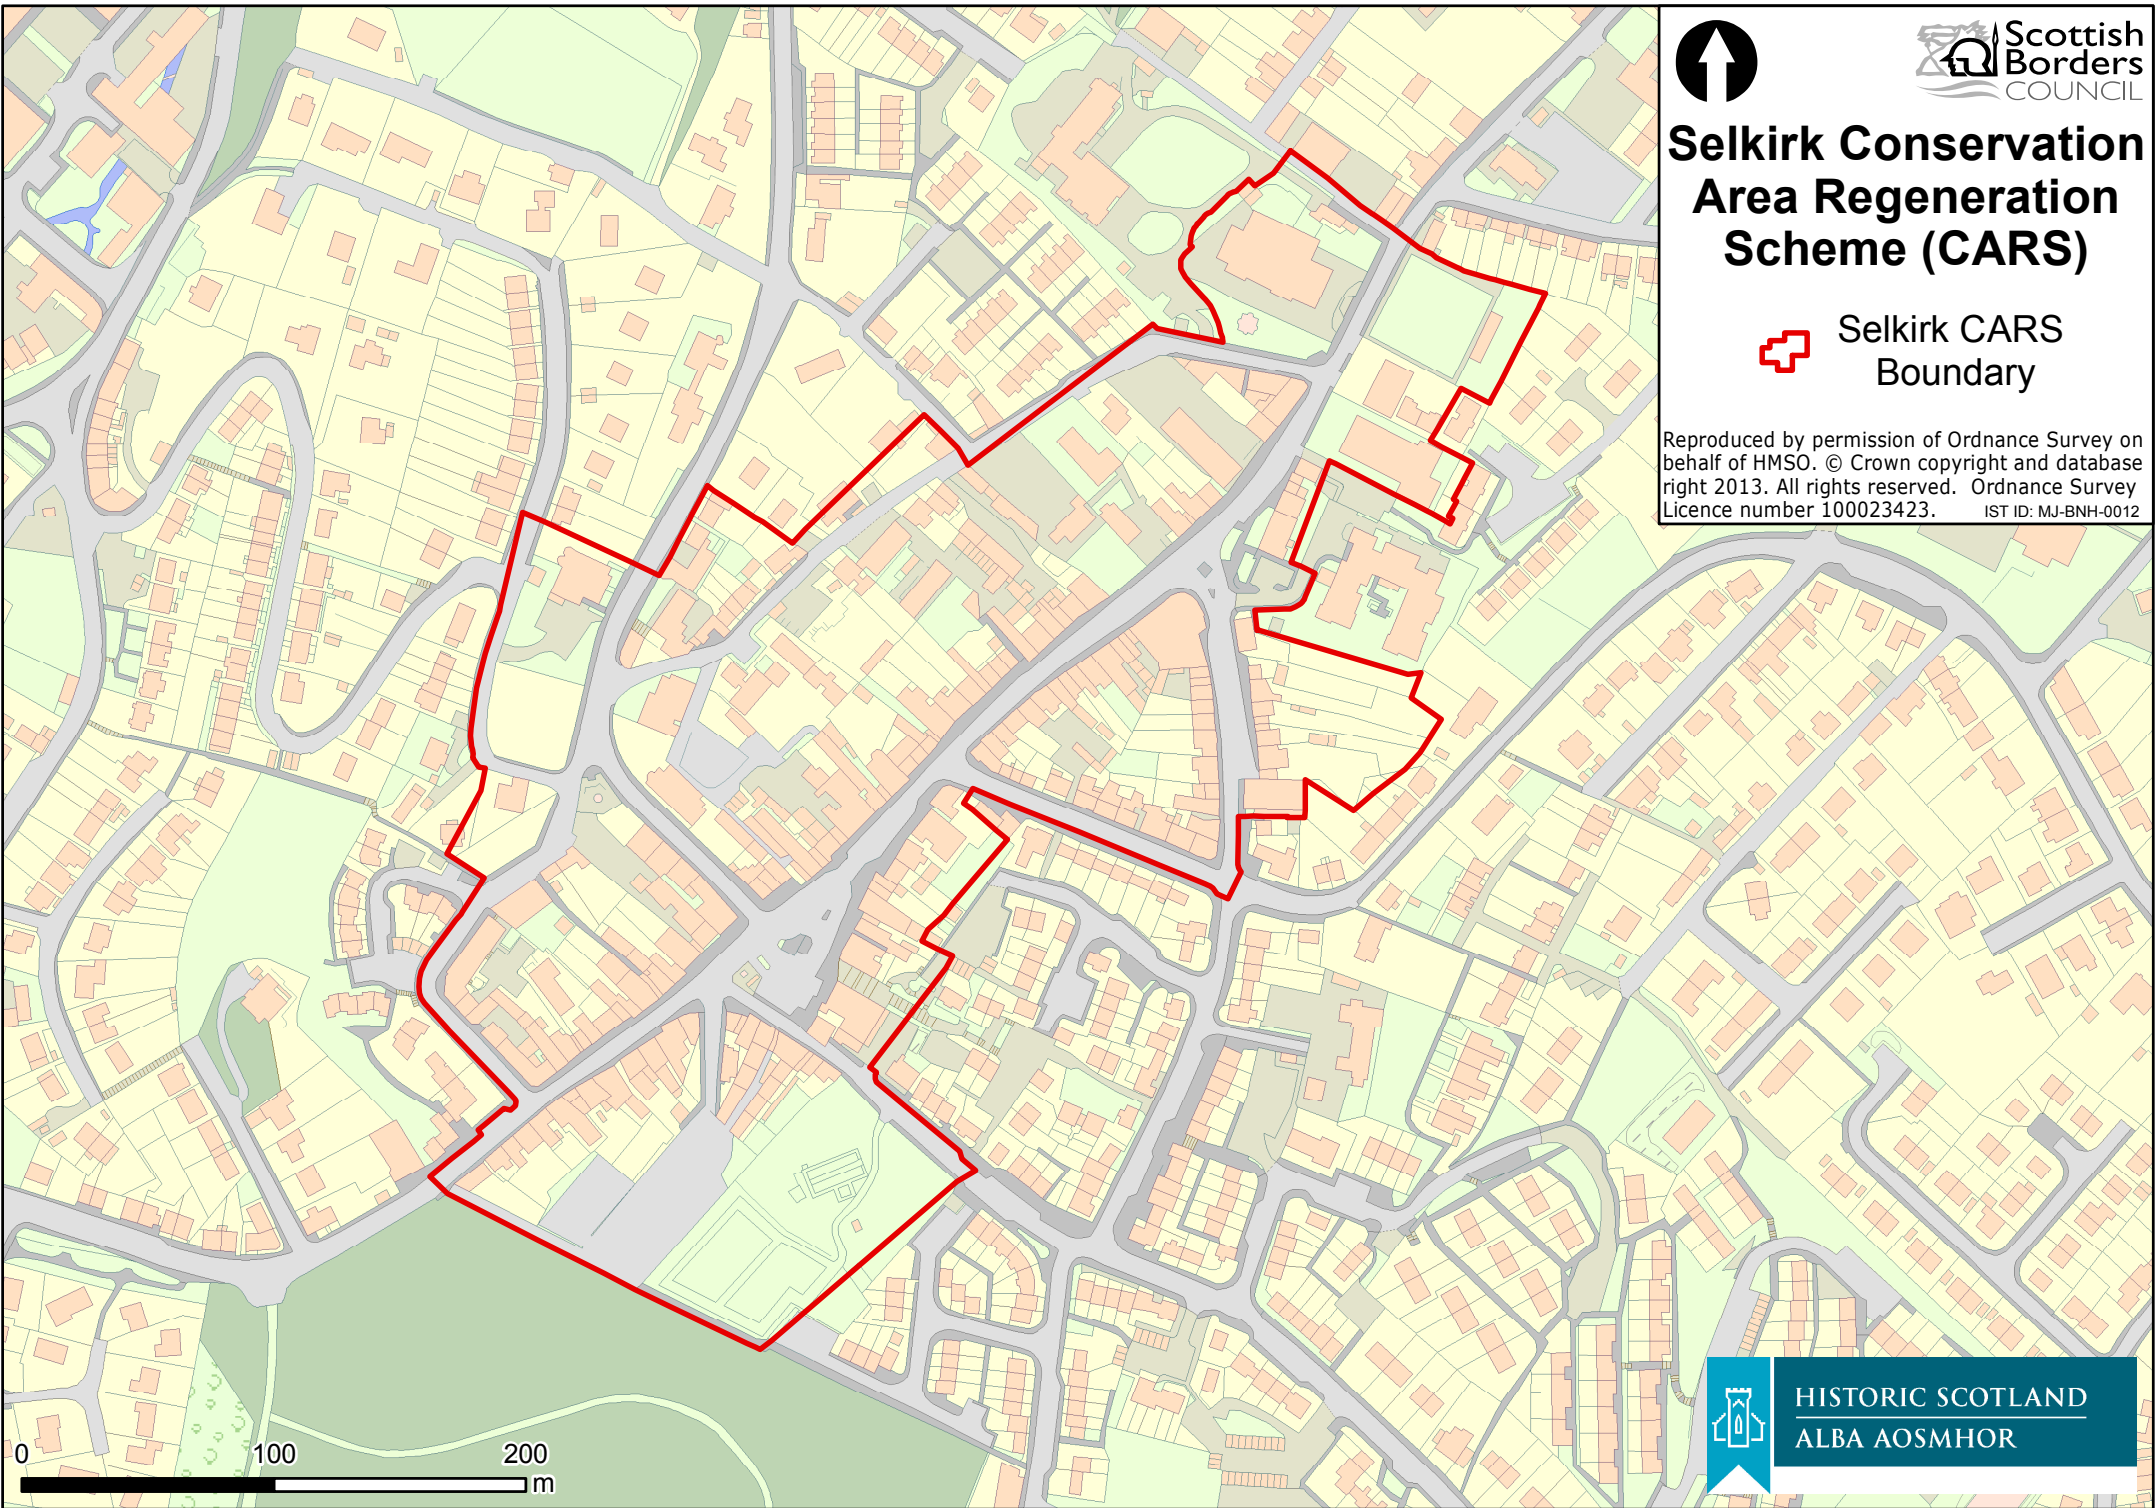 Scottish
Borders
COUNCIL
Selkirk Conservation
Area Regeneration
Scheme (CARS)
Selkirk CARS
Boundary
Reproduced by permission of Ordnance Survey on
behalf of HMSO. © Crown copyright and database
right 2013. All rights reserved. Ordnance Survey
Licence number 100023423. IST ID: MJ-BNH-0012
0 100 200
m
HISTORIC SCOTLAND
ALBA AOSMHOR